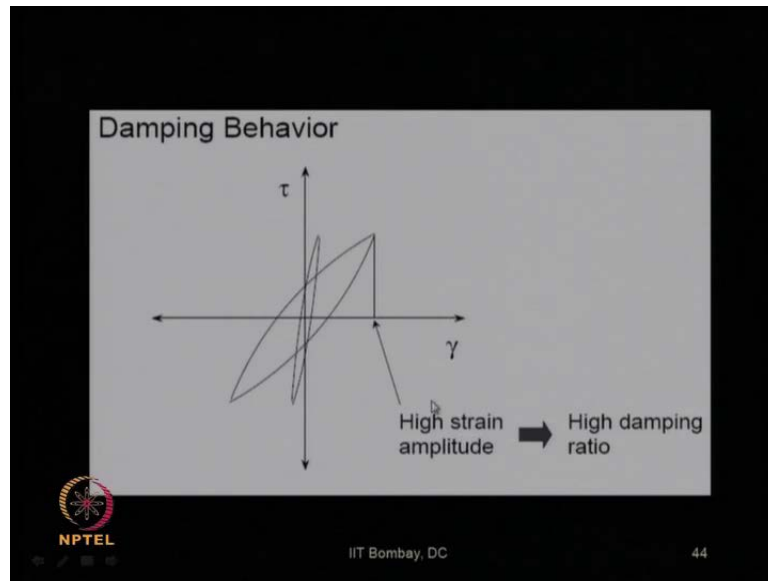 Damping Behavior
τ
γ
High strain
amplitude
High damping
ratio
NPTEL
IIT Bombay, DC
44